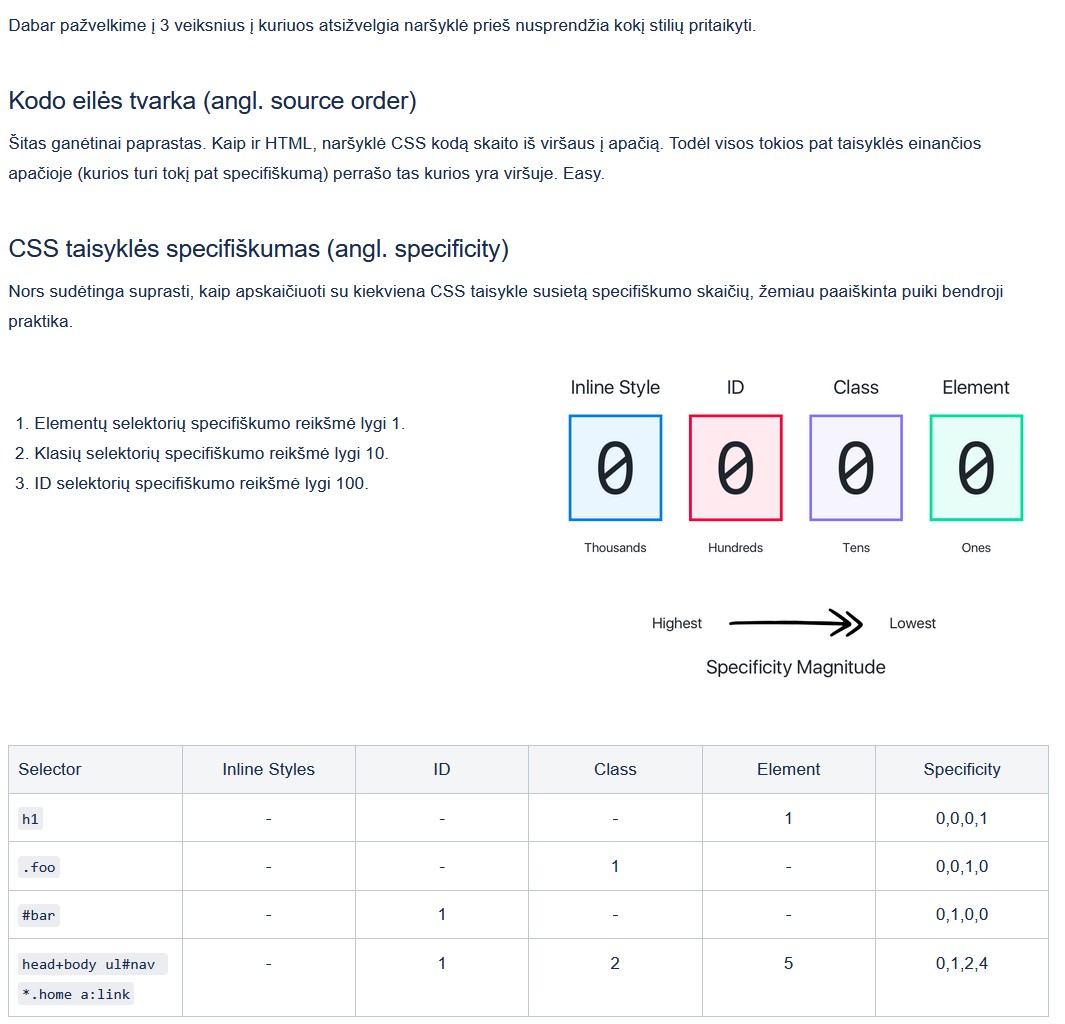 Dabar pažvelkime į 3 veiksnius į kuriuos atsižvelgia naršyklė prieš nusprendžia kokį stilių pritaikyti.
Kodo eilės tvarka (angl. source order)
Šitas ganėtinai paprastas. Kaip ir HTML, naršyklė CSS kodą skaito iš viršaus į apačią. Todėl visos tokios pat taisyklės einančios
apačioje (kurios turi tokį pat specifiškumą) perrašo tas kurios yra viršuje. Easy.
CSS taisyklės specifiškumas (angl. specificity)
Nors sudėtinga suprasti, kaip apskaičiuoti su kiekviena CSS taisykle susietą specifiškumo skaičių, žemiau paaiškinta puiki bendroji
praktika.
1. Elementų selektorių specifiškumo reikšmė lygi 1.
2. Klasių selektorių specifiškumo reikšmė lygi 10.
3. ID selektorių specifiškumo reikšmė lygi 100.
Inline Style ID Class Element
0 0 0 0
Thousands Hundreds Tens Ones
Highest Lowest
Specificity Magnitude
Selector Inline Styles ID Class Element Specificity
h1 - - - 1 0,0,0,1
.foo - - 1 - 0,0,1,0
#bar - 1 - - 0,1,0,0
head+body ul#nav - 1 2 5 0,1,2,4
*.home a:link